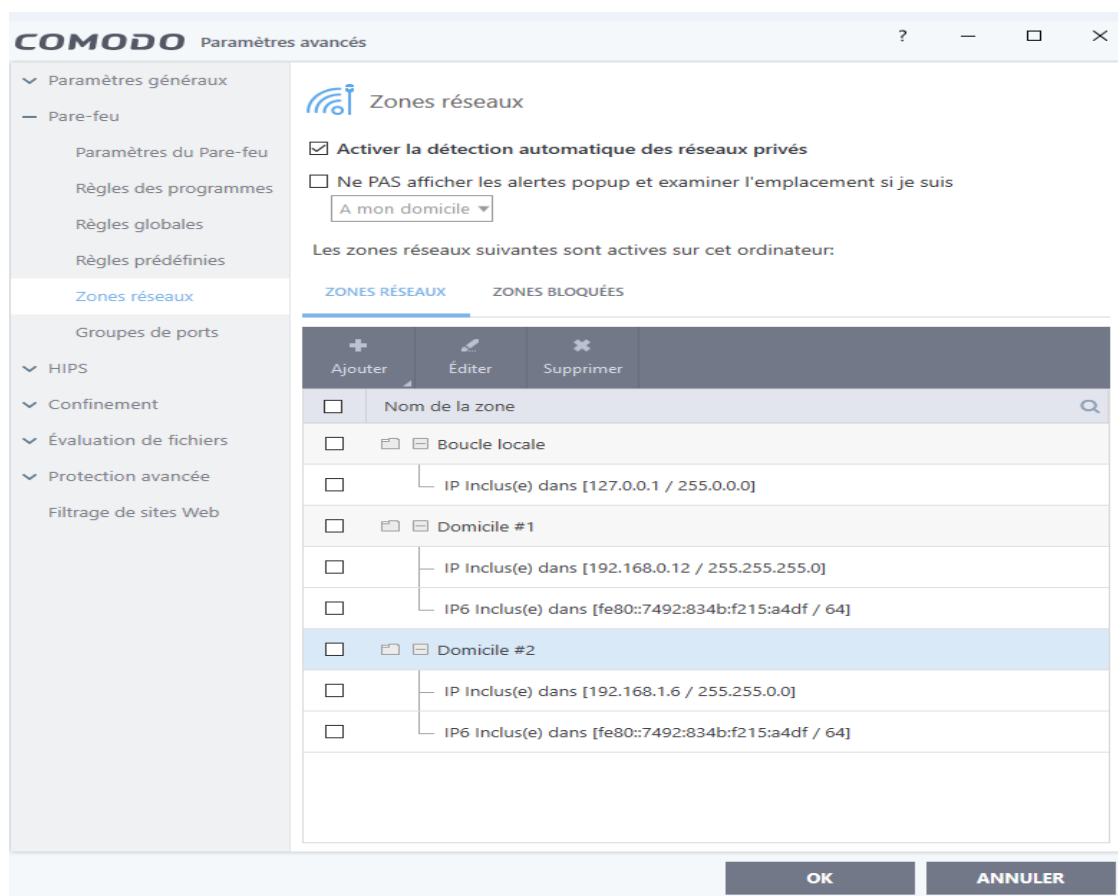 COMODO Paramètres avancés ?
Paramètres généraux
Pare-feu
Paramètres du Pare-feu
Règles des programmes
Règles globales
Règles prédéfinies
Zones réseaux
Groupes de ports
HIPS
Confinement
Évaluation de fichiers
Protection avancée
Filtrage de sites Web
Zones réseaux
Activer la détection automatique des réseaux privés
Ne PAS afficher les alertes popup et examiner l'emplacement si je suis
A mon domicile
Les zones réseaux suivantes sont actives sur cet ordinateur:
ZONES RÉSEAUX ZONES BLOQUÉES
Ajouter Éditer Supprimer
Nom de la zone
Boucle locale
IP Inclus(e) dans [127.0.0.1 / 255.0.0.0]
Domicile #1
IP Inclus(e) dans [192.168.0.12 / 255.255.255.0]
IP6 Inclus(e) dans [fe80::7492:834b:f215:a4df / 64]
Domicile #2
IP Inclus(e) dans [192.168.1.6 / 255.255.0.0]
IP6 Inclus(e) dans [fe80::7492:834b:f215:a4df / 64]
OK ANNULER